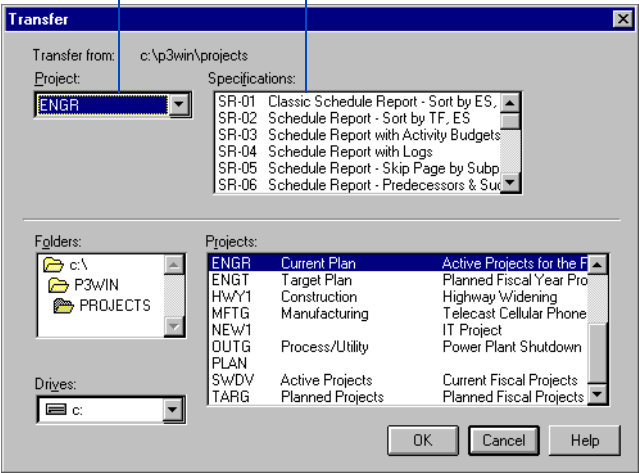 Transfer
Transfer from: c:\p3win\projects
Project: Specifications:
ENGR
SR-01 Classic Schedule Report - Sort by ES,
SR-02 Schedule Report - Sort by TF, ES
SR-03 Schedule Report with Activity Budgets
SR-04 Schedule Report with Logs
SR-05 Schedule Report - Skip Page by Subp
SR-06 Schedule Report - Predecessors & Suc
Folders:
c:\
P3WIN
PROJECTS
Drives:
c:
Projects:
ENGR Current Plan Active Projects for the F
ENGT Target Plan Planned Fiscal Year Pro
HWY1 Construction Highway Widening
MFTG Manufacturing Telecast Cellular Phone
NEW1 IT Project
OUTG Process/Utility Power Plant Shutdown
PLAN
SWDV Active Projects Current Fiscal Projects
TARG Planned Projects Planned Fiscal Projects
OK Cancel Help